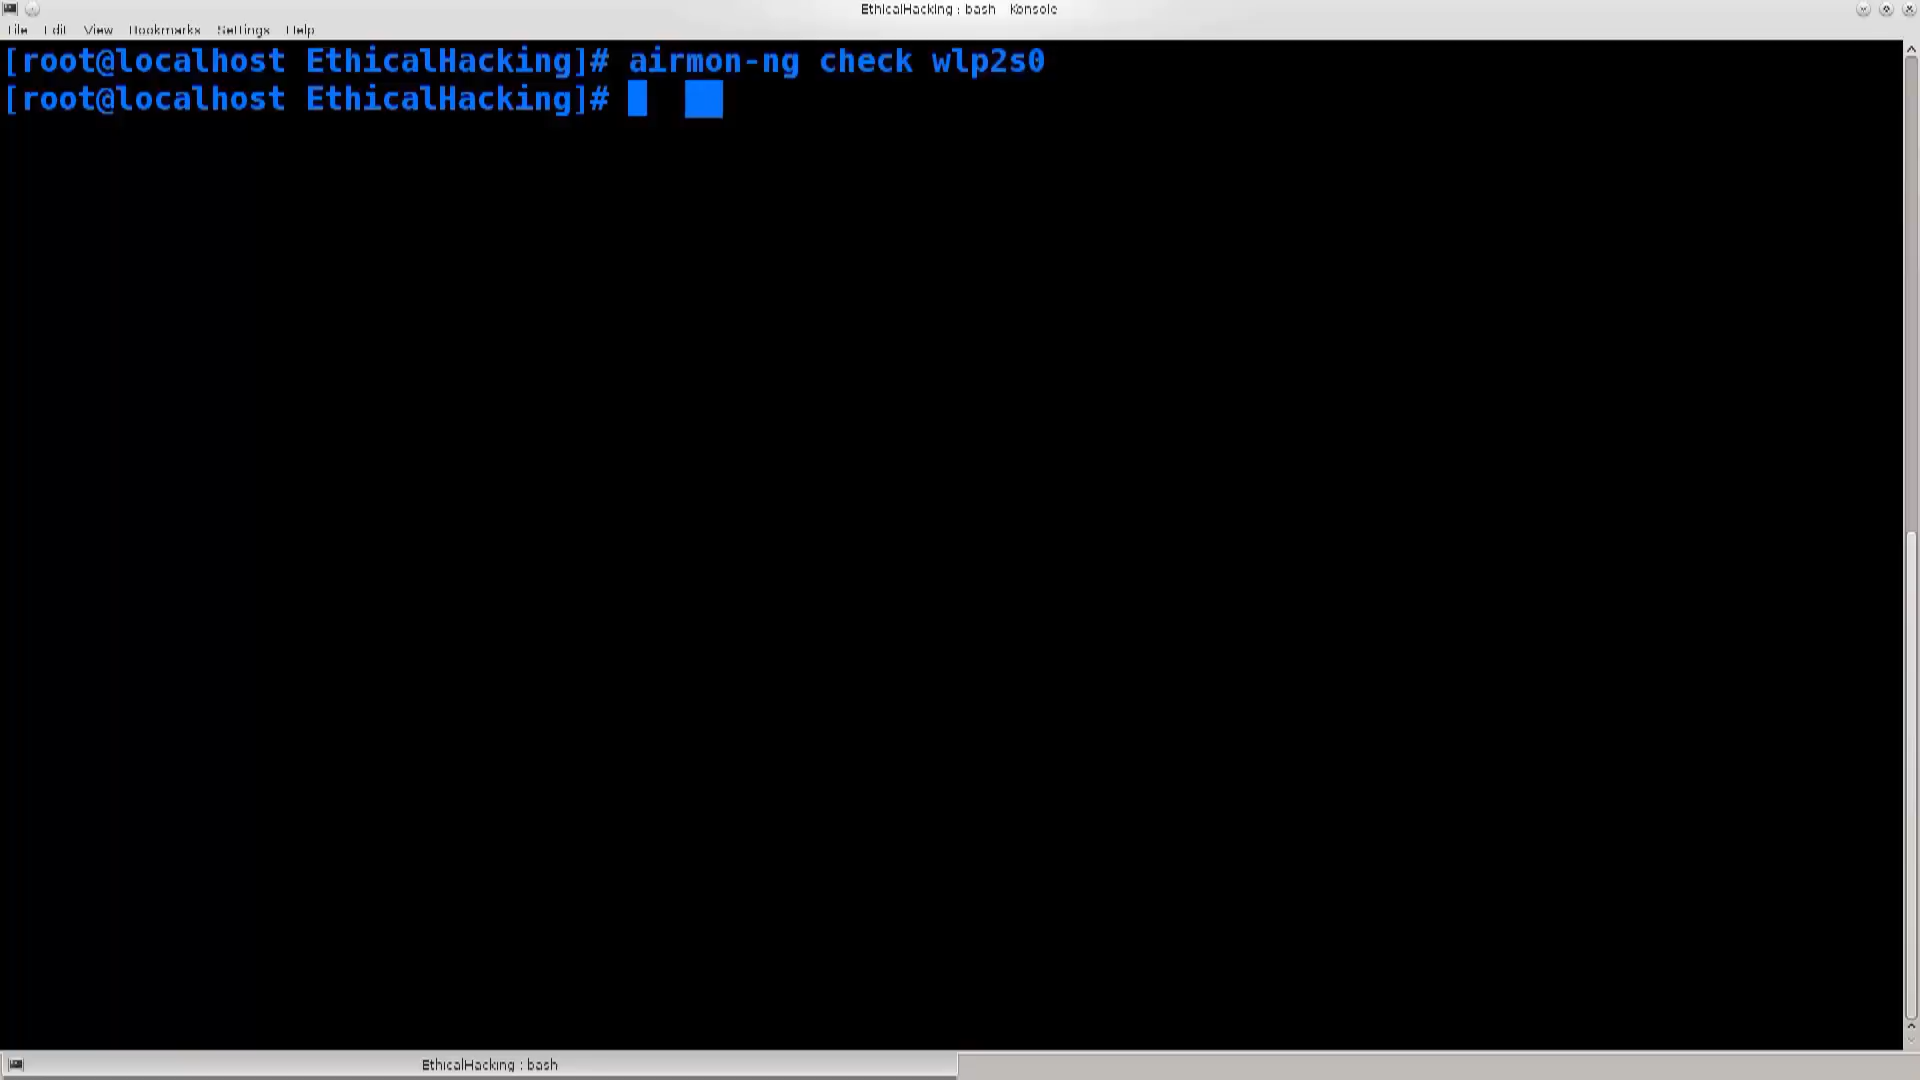 EthicalHacking : bash Konsole
File Edit View Bookmarks Settings Help
[root@localhost EthicalHacking]# airmon-ng check wlp2s0
[root@localhost EthicalHacking]#
EthicalHacking : bash